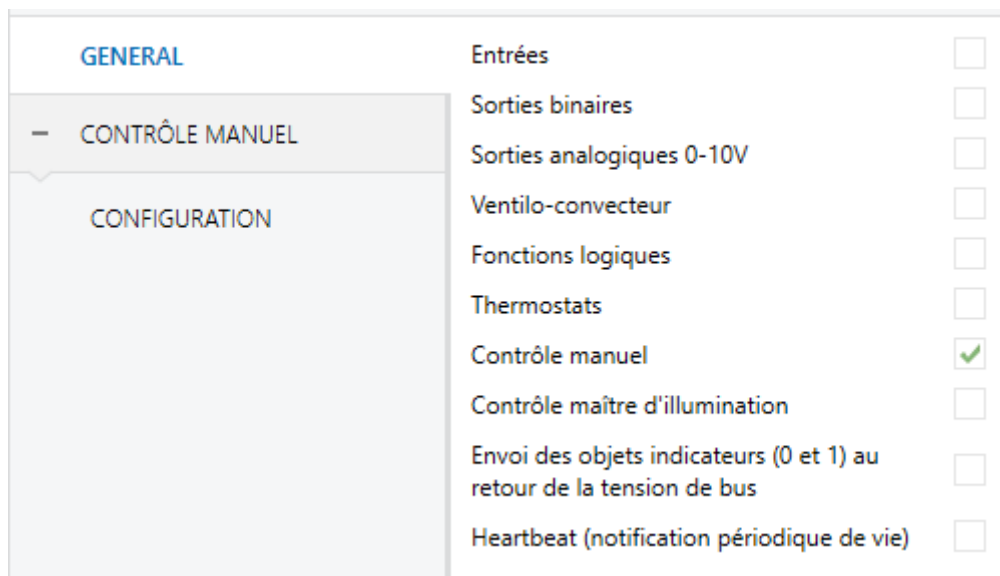 GENERAL
CONTRÔLE MANUEL
CONFIGURATION
Entrées
Sorties binaires
Sorties analogiques 0-10V
Ventilo-convecteur
Fonctions logiques
Thermostats
Contrôle manuel
Contrôle maître d'illumination
Envoi des objets indicateurs (0 et 1) au
retour de la tension de bus
Heartbeat (notification périodique de vie)